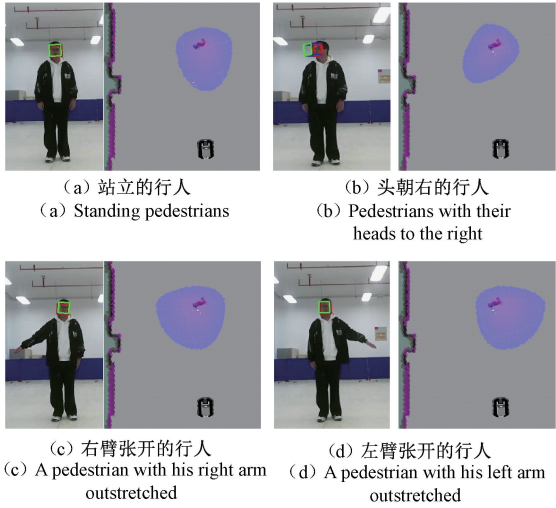 (a)站立的行人
(a) Standing pedestrians
(b)头朝右的行人
(b) Pedestrians with their
heads to the right
(c)右臂张开的行人
(c) A pedestrian with his right arm
outstretched
(d)左臂张开的行人
(d) A pedestrian with his left arm
outstretched